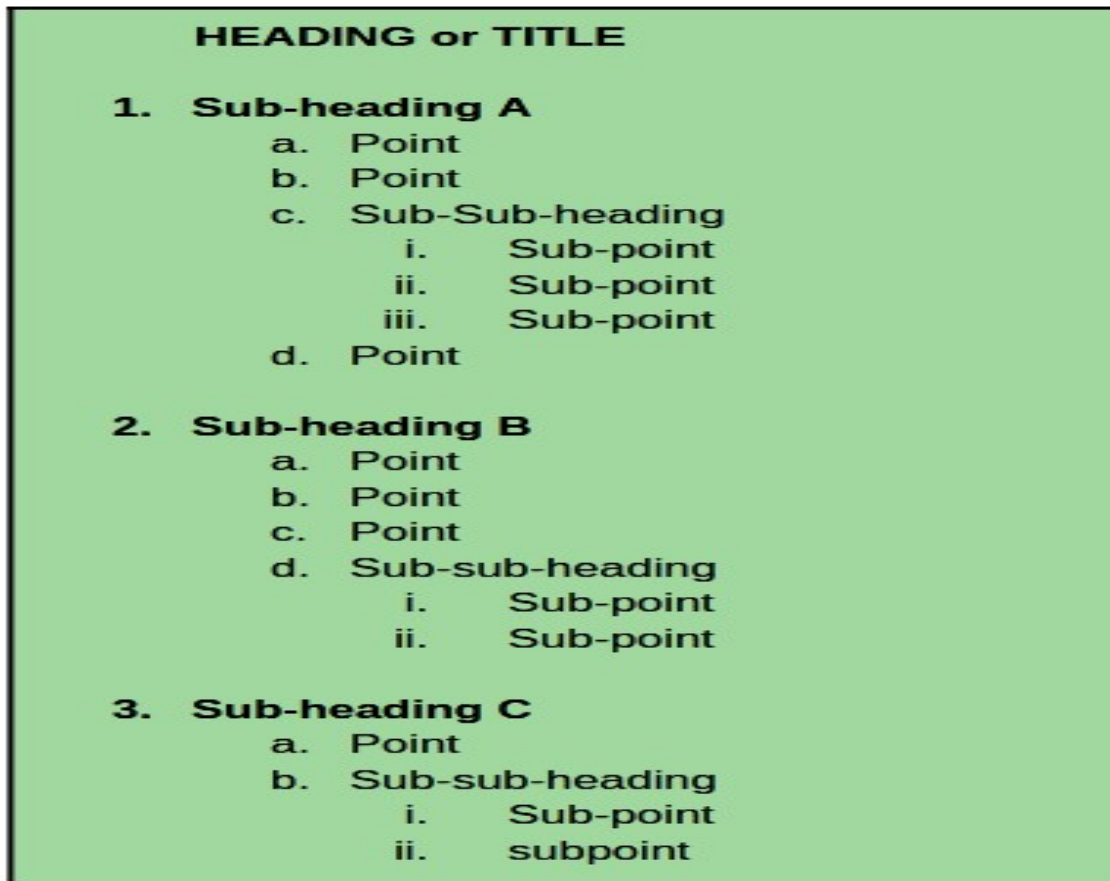 HEADING or TITLE
1. Sub-heading A
a. Point
b. Point
c. Sub-Sub-heading
i. Sub-point
ii. Sub-point
iii. Sub-point
d. Point
2. Sub-heading B
a. Point
b. Point
c. Point
d. Sub-sub-heading
i. Sub-point
ii. Sub-point
3. Sub-heading C
a. Point
b. Sub-sub-heading
i. Sub-point
ii. subpoint